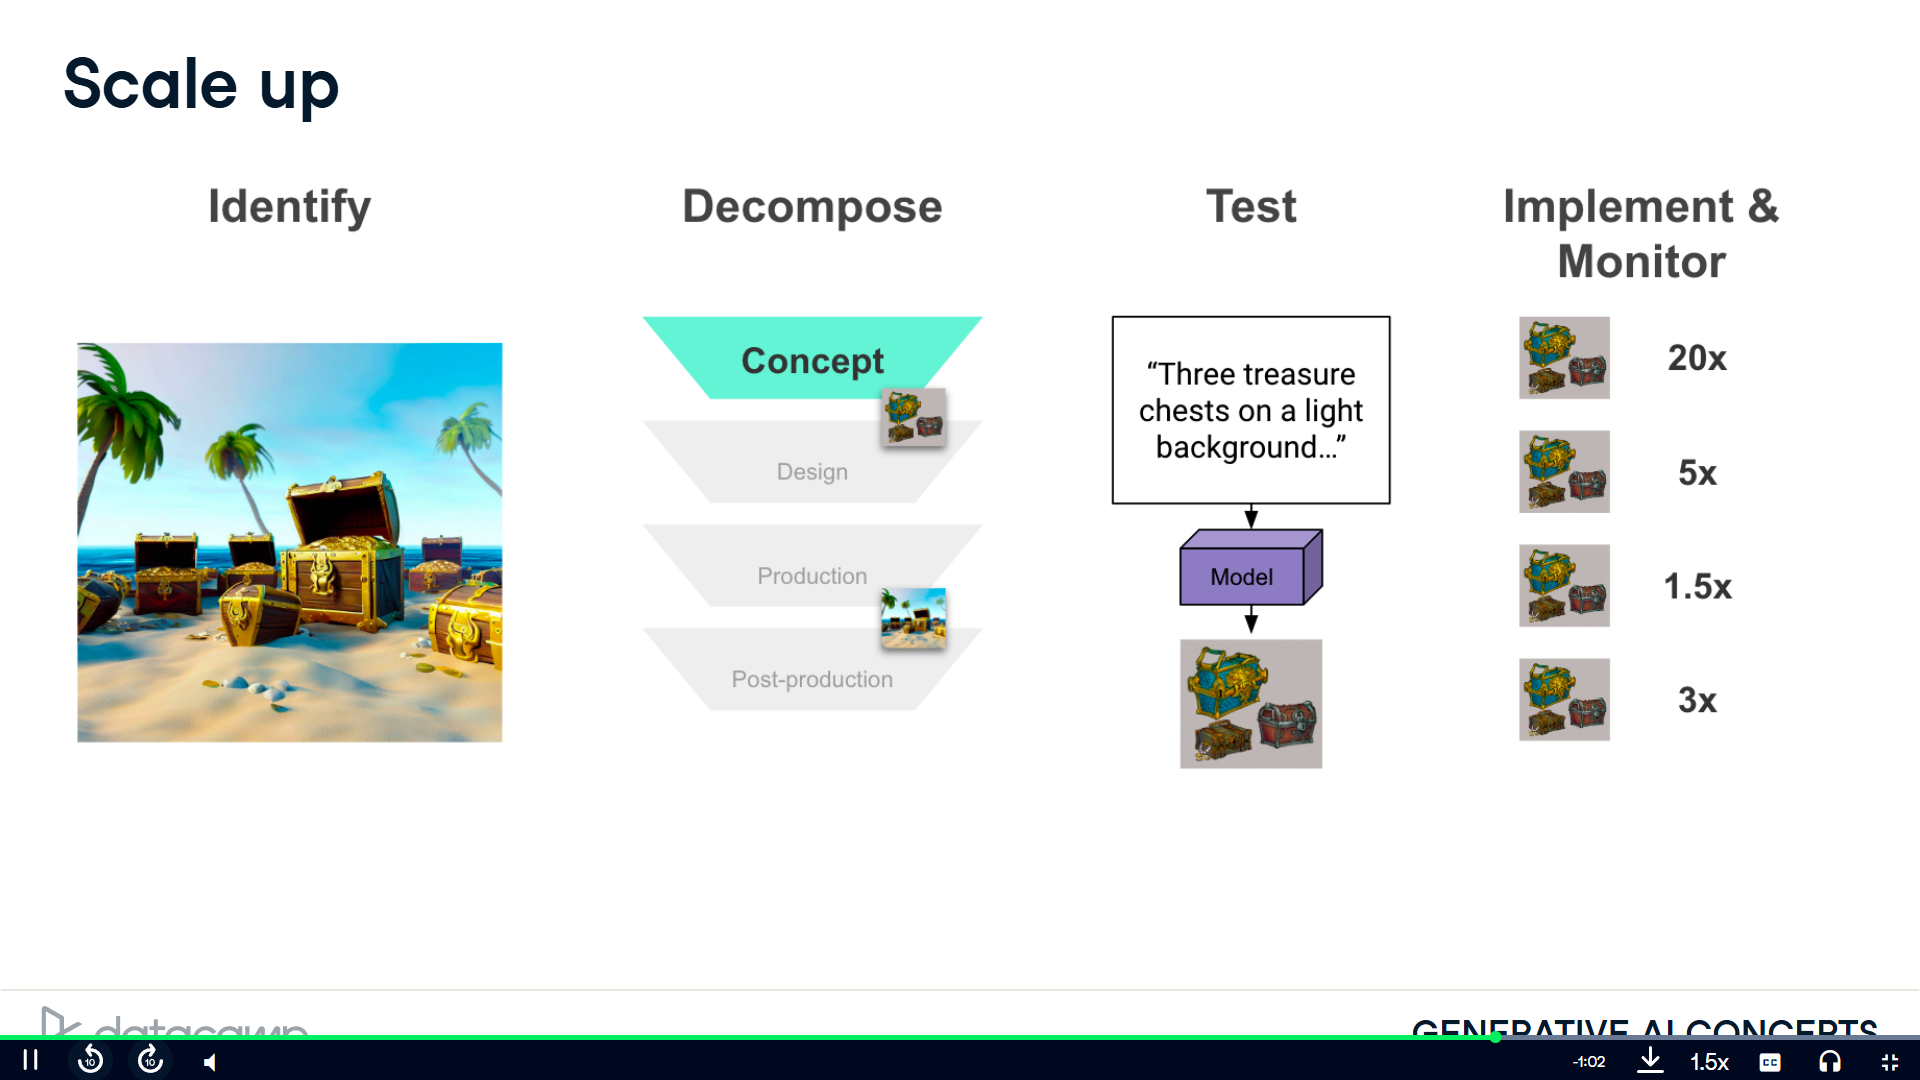 Scale up
Identify
Decompose
Test
Implement &
Monitor
Concept
Design
Production
Post-production
“Three treasure
chests on a light
background...”
Model
20x
5x
1.5x
3x
datacamp
GENERATIVE AI CONCEPTS
10
10
-1:02
1.5x
CC